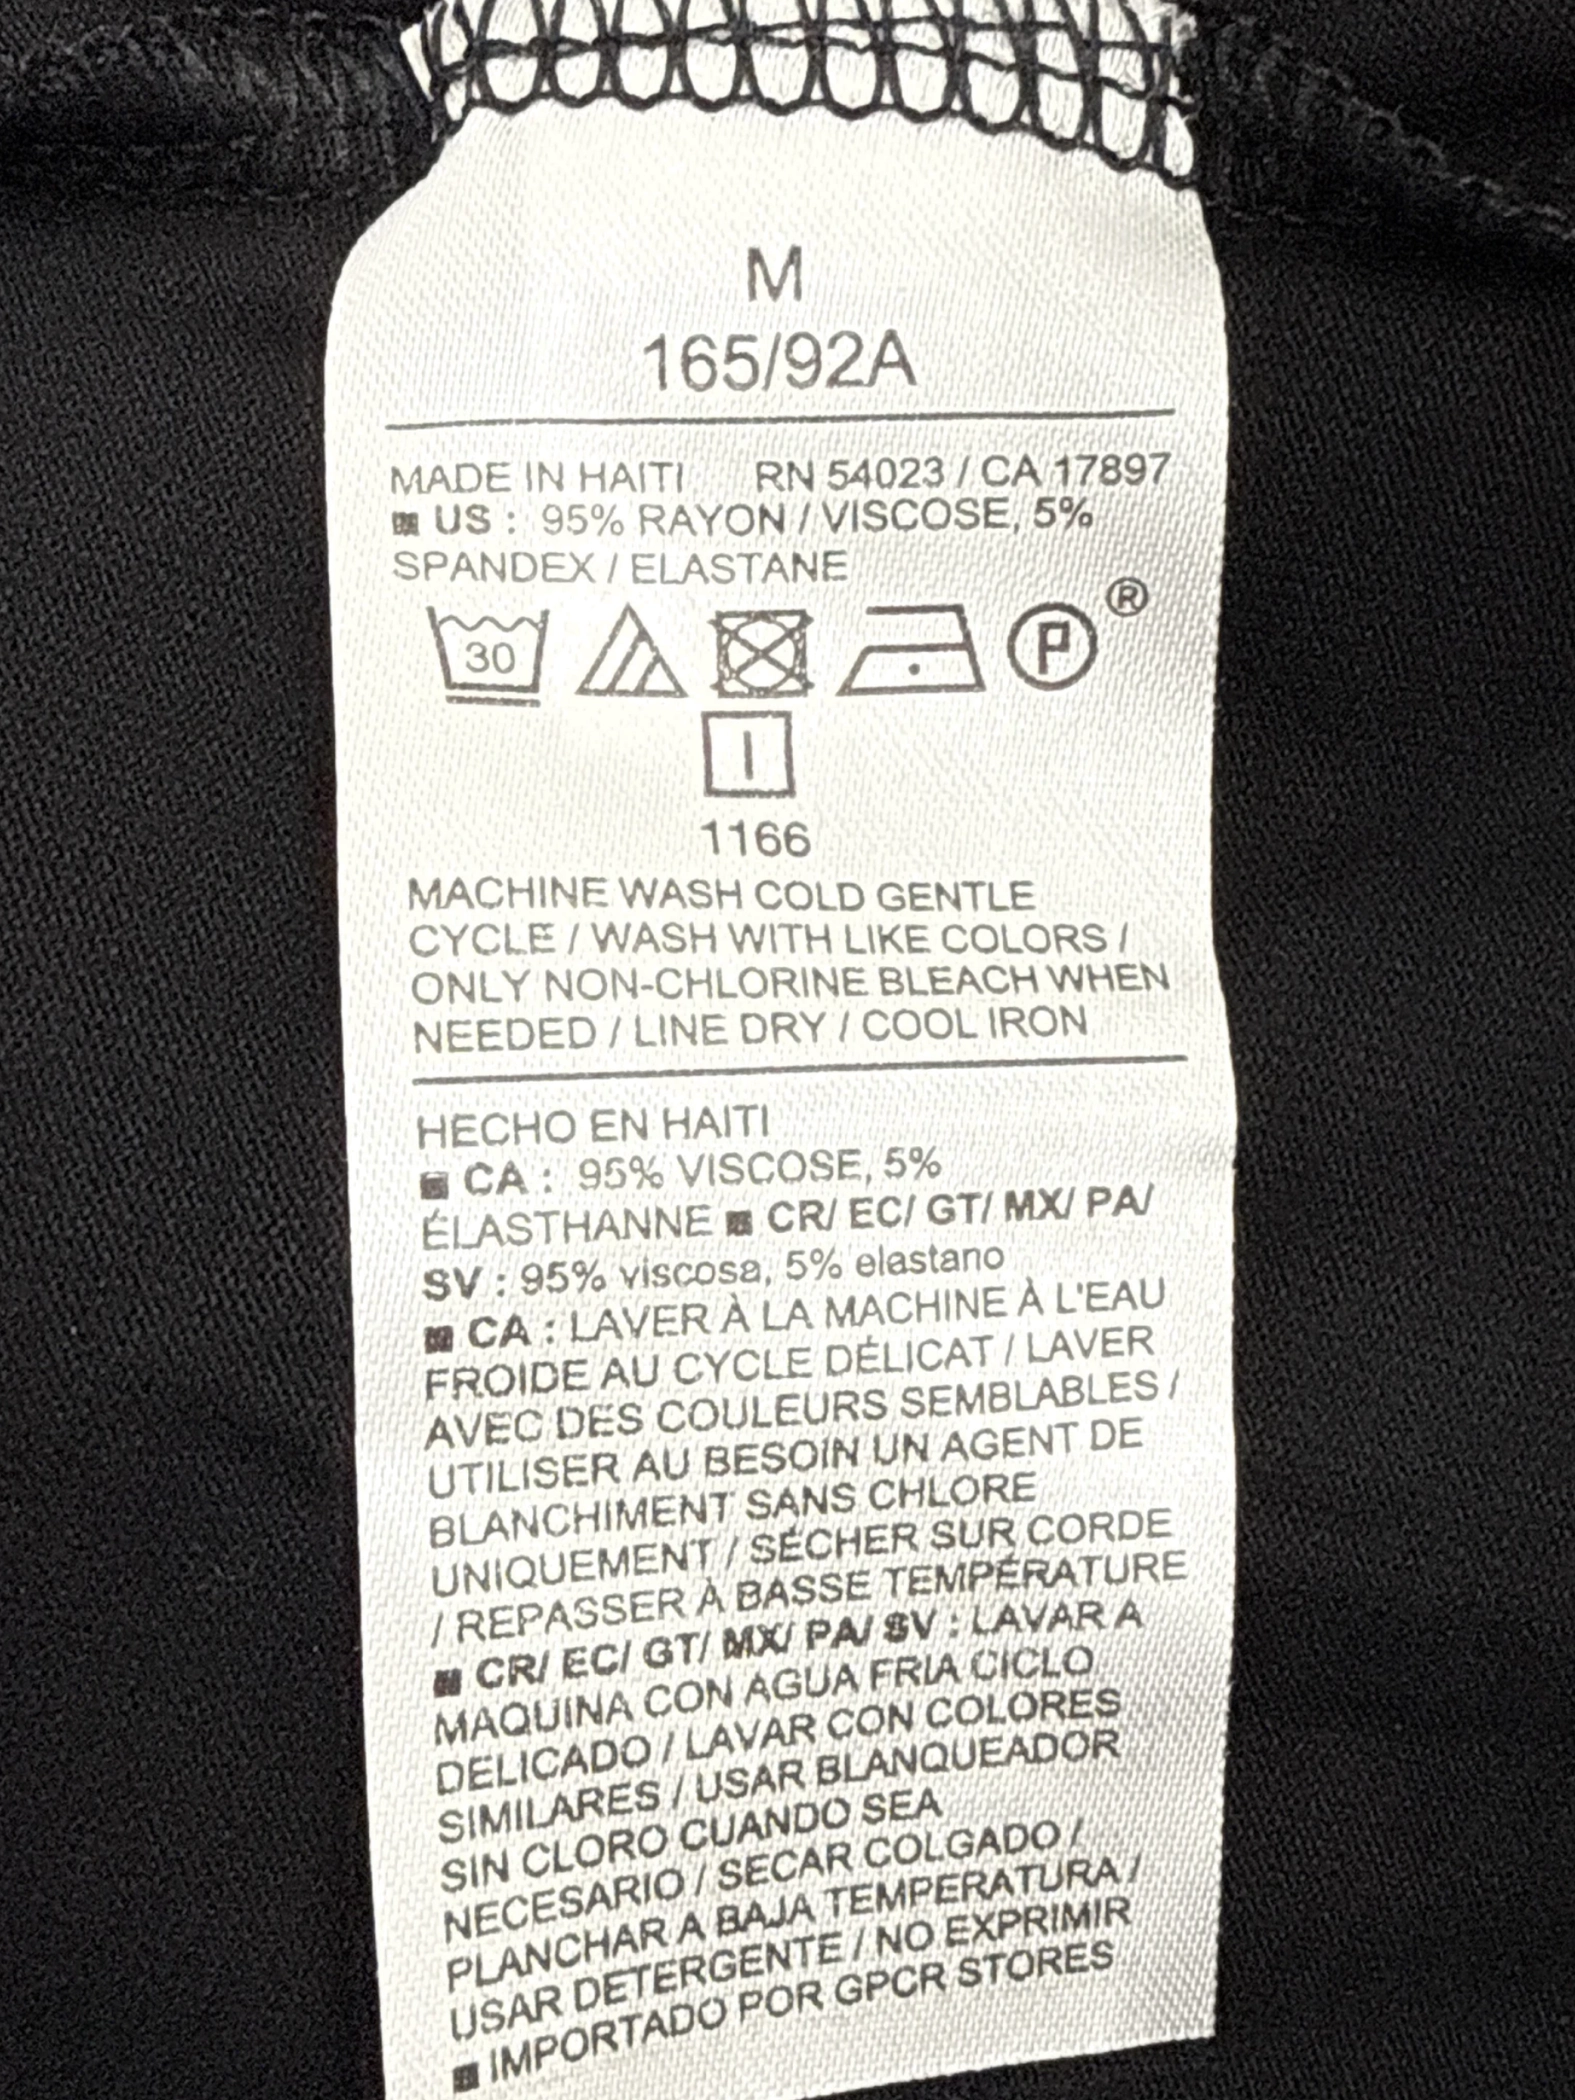 M
165/92A
MADE IN HAITI RN 54023 / CA 17897
US : 95% RAYON / VISCOSE, 5%
SPANDEX / ELASTANE
30 P ®
1166
MACHINE WASH COLD GENTLE
CYCLE / WASH WITH LIKE COLORS /
ONLY NON-CHLORINE BLEACH WHEN
NEEDED / LINE DRY / COOL IRON
HECHO EN HAITI
CA : 95% VISCOSE, 5%
ÉLASTHANNE ■ CR/ EC/ GT/ MX/ PA/
SV : 95% viscosa, 5% elastano
■ CA : LAVER À LA MACHINE À L'EAU
FROIDE AU CYCLE DÉLICAT / LAVER
AVEC DES COULEURS SEMBLABLES /
UTILISER AU BESOIN UN AGENT DE
BLANCHIMENT SANS CHLORE
UNIQUEMENT / SÉCHER SUR CORDE
/ REPASSER À BASSE TEMPÉRATURE
■ CR/ EC/ GT/ MX/ PA/ SV : LAVAR A
MAQUINA CON AGUA FRIA CICLO
DELICADO / LAVAR CON COLORES
SIMILARES / USAR BLANQUEADOR
SIN CLORO CUANDO SEA
NECESARIO / SECAR COLGADO /
PLANCHAR A BAJA TEMPERATURA /
USAR DETERGENTE / NO EXPRIMIR
■ IMPORTADO POR GPCR STORES